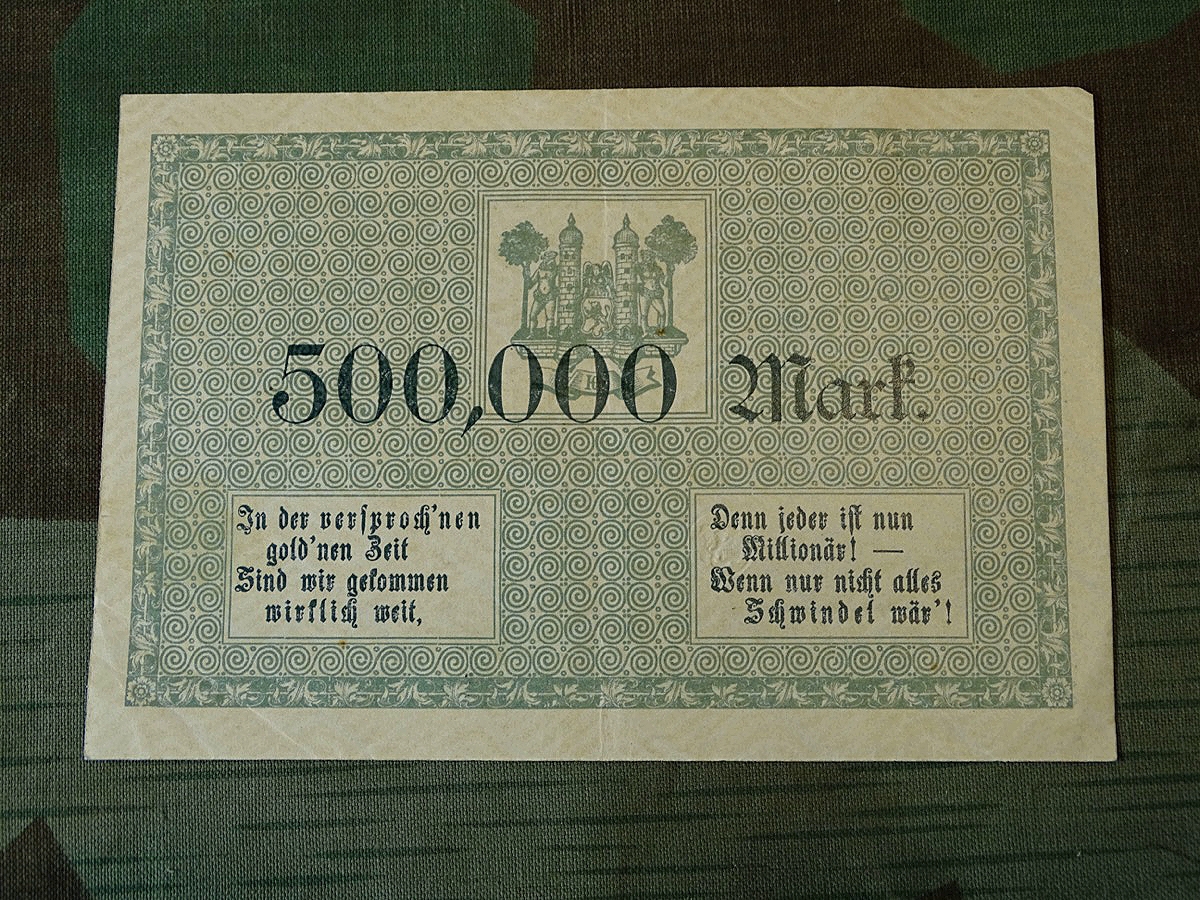 500,000 Mark.
In der versproch'nen
gold'nen Zeit
Sind wir gekommen
wirklich weit,
Denn jeder ist nun
Millionär! —
Wenn nur nicht alles
Schwindel wär'!